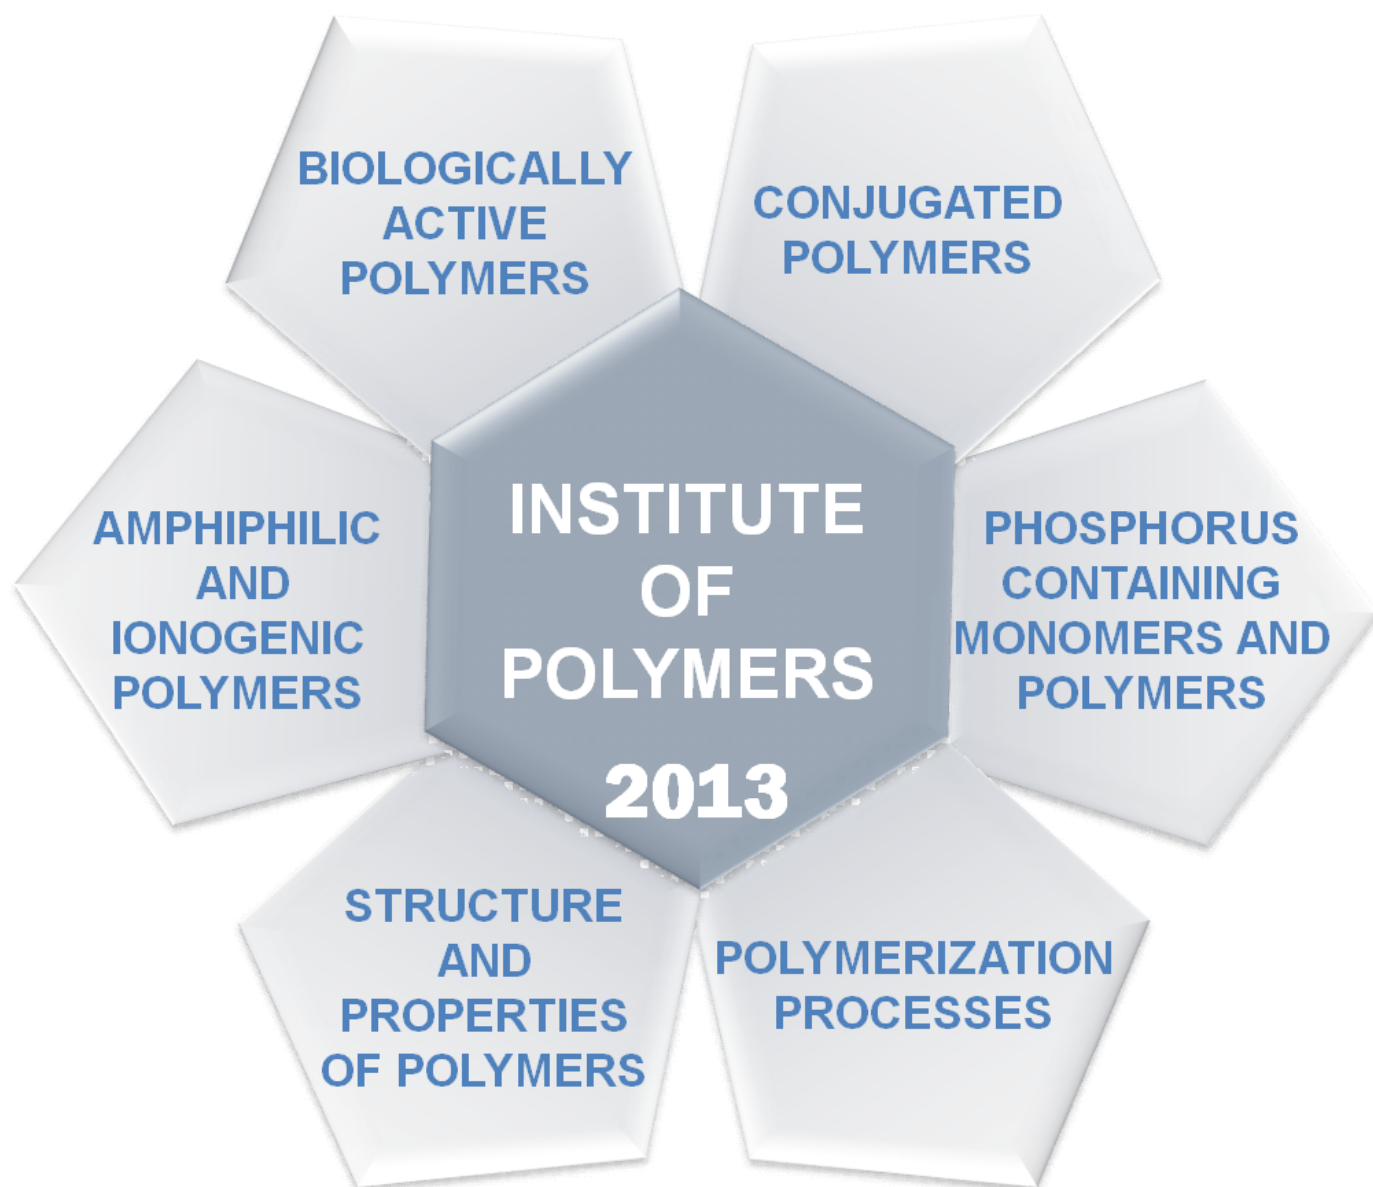 BIOLOGICALLY
ACTIVE
POLYMERS
CONJUGATED
POLYMERS
AMPHIPHILIC
AND
IONOGENIC
POLYMERS
INSTITUTE
OF
POLYMERS
2013
PHOSPHORUS
CONTAINING
MONOMERS AND
POLYMERS
STRUCTURE
AND
PROPERTIES
OF POLYMERS
POLYMERIZATION
PROCESSES